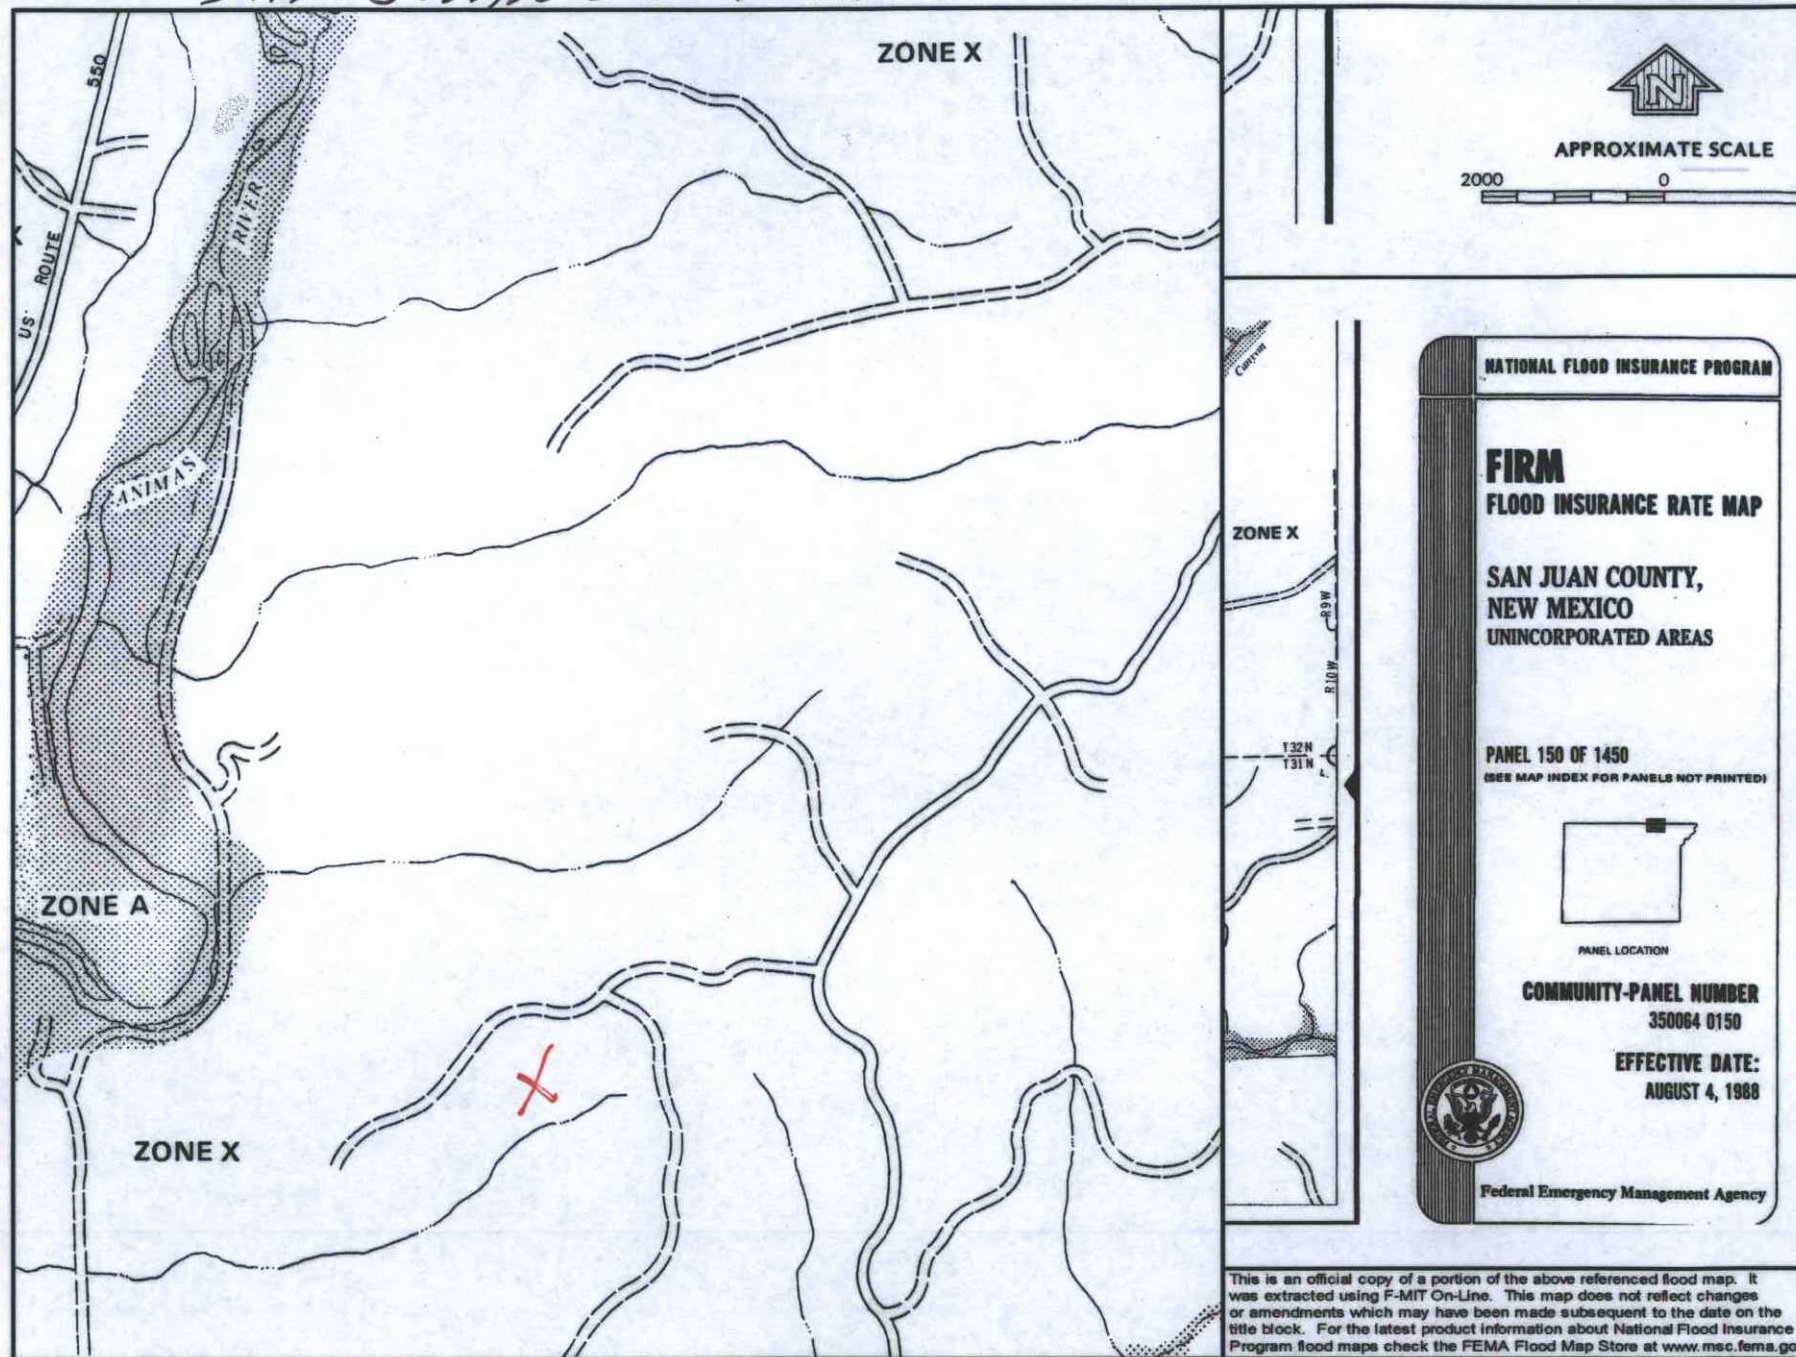 ZONE X
550
US ROUTE
RIVER
ANIMAS
ZONE A
ZONE X
N
APPROXIMATE SCALE
2000 0
Canyon
ZONE X
R9W
R10W
T32N
T31N
NATIONAL FLOOD INSURANCE PROGRAM
FIRM
FLOOD INSURANCE RATE MAP
SAN JUAN COUNTY,
NEW MEXICO
UNINCORPORATED AREAS
PANEL 150 OF 1450
(SEE MAP INDEX FOR PANELS NOT PRINTED)
PANEL LOCATION
COMMUNITY-PANEL NUMBER
350064 0150
EFFECTIVE DATE:
AUGUST 4, 1988
Federal Emergency Management Agency
This is an official copy of a portion of the above referenced flood map. It
was extracted using F-MIT On-Line. This map does not reflect changes
or amendments which may have been made subsequent to the date on the
title block. For the latest product information about National Flood Insurance
Program flood maps check the FEMA Flood Map Store at www.msc.fema.go